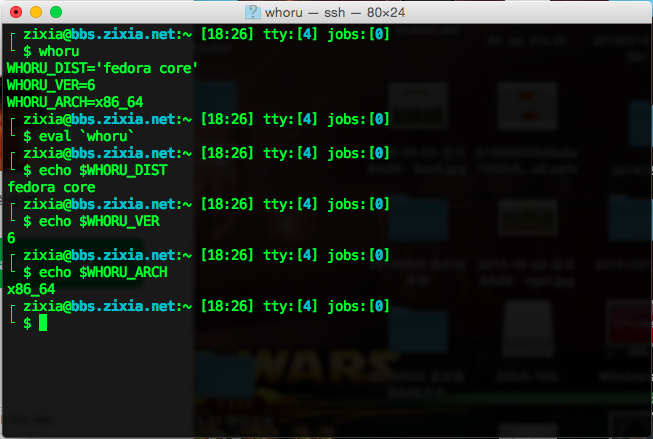 whoru — ssh — 80×24
zixia@bbs.zixia.net:~ [18:26] tty:[4] jobs:[0]
$ whoru
WHORU_DIST='fedora core'
WHORU_VER=6
WHORU_ARCH=x86_64
zixia@bbs.zixia.net:~ [18:26] tty:[4] jobs:[0]
$ eval `whoru`
zixia@bbs.zixia.net:~ [18:26] tty:[4] jobs:[0]
$ echo $WHORU_DIST
fedora core
zixia@bbs.zixia.net:~ [18:26] tty:[4] jobs:[0]
$ echo $WHORU_VER
6
zixia@bbs.zixia.net:~ [18:26] tty:[4] jobs:[0]
$ echo $WHORU_ARCH
x86_64
zixia@bbs.zixia.net:~ [18:26] tty:[4] jobs:[0]
$
WARS